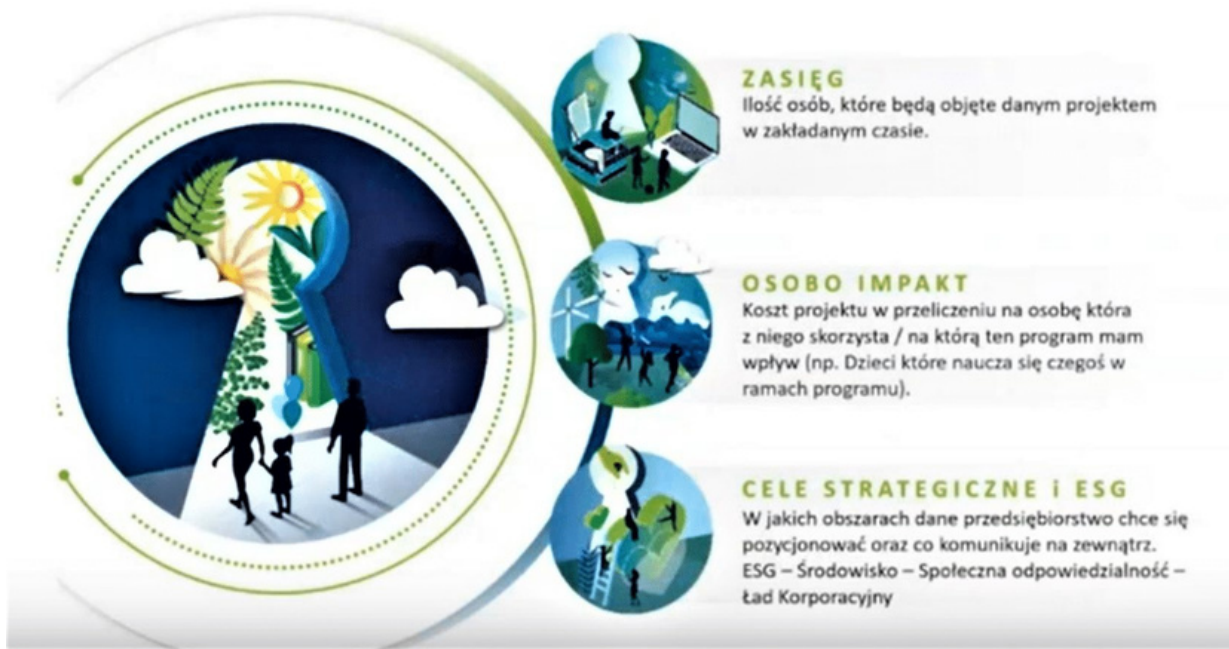 ZASIĘG
Ilość osób, które będą objęte danym projektem
w zakładanym czasie.
OSOBO IMPAKT
Koszt projektu w przeliczeniu na osobę która
z niego skorzysta / na którą ten program mam
wpływ (np. Dzieci które naucza się czegoś w
ramach programu).
CELE STRATEGICZNE i ESG
W jakich obszarach dane przedsiębiorstwo chce się
pozycjonować oraz co komunikuje na zewnątrz.
ESG – Środowisko – Społeczna odpowiedzialność –
Ład Korporacyjny